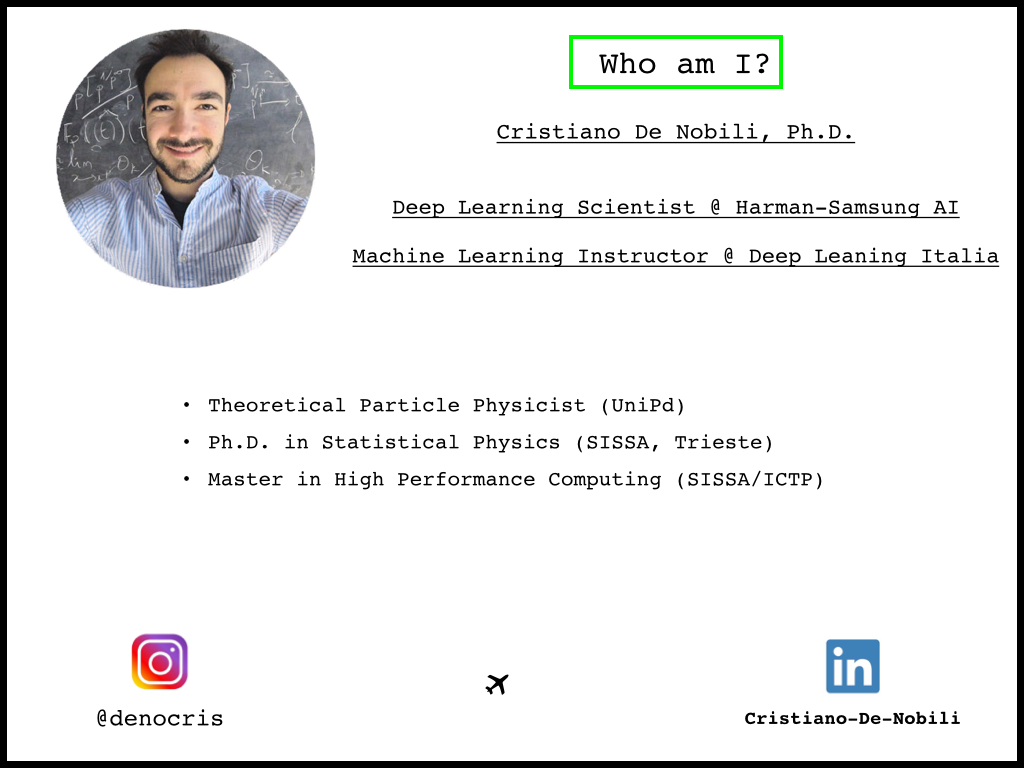 Who am I?
Cristiano De Nobili, Ph.D.
Deep Learning Scientist @ Harman-Samsung AI
Machine Learning Instructor @ Deep Leaning Italia
• Theoretical Particle Physicist (UniPd)
• Ph.D. in Statistical Physics (SISSA, Trieste)
• Master in High Performance Computing (SISSA/ICTP)
in
@denocris
Cristiano-De-Nobili